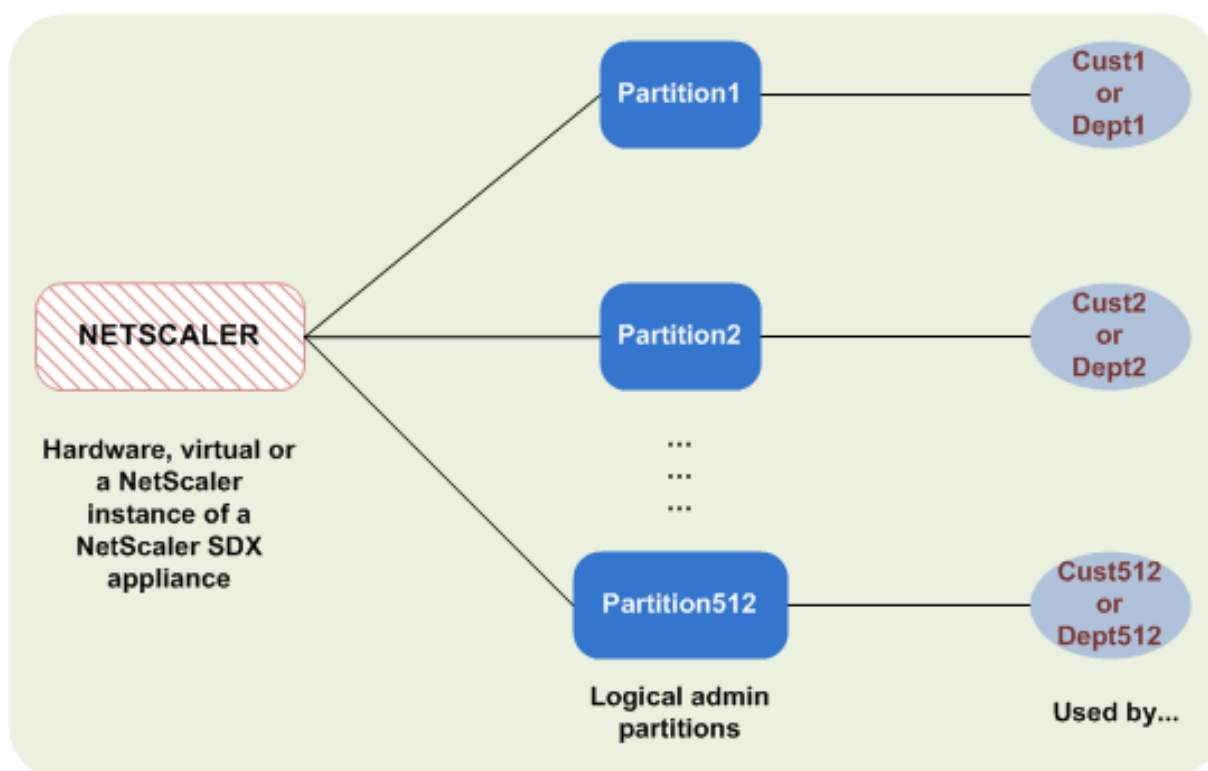 Partition1
Cust1
or
Dept1
NETSCALER
Partition2
Cust2
or
Dept2
Hardware, virtual or
a NetScaler
instance of a
NetScaler SDX
appliance
...
...
...
Partition512
Cust512
or
Dept512
Logical admin
partitions
Used by...